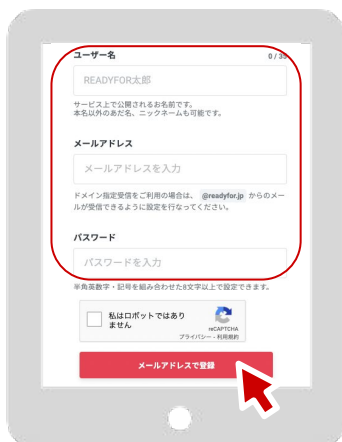 ユーザー名 0 / 35
READYFOR太郎
サービス上で公開されるお名前です。
本名以外のあだ名、ニックネームも可能です。
メールアドレス
メールアドレスを入力
ドメイン指定受信をご利用の場合は、 @readyfor.jp からのメー
ルが受信できるように設定を行なってください。
パスワード
パスワードを入力
※角英数字・記号を組み合わせた8文字以上で設定できます。
私はロボットではあり
ません
reCAPTCHA
プライバシー - 利用規約
メールアドレスで登録